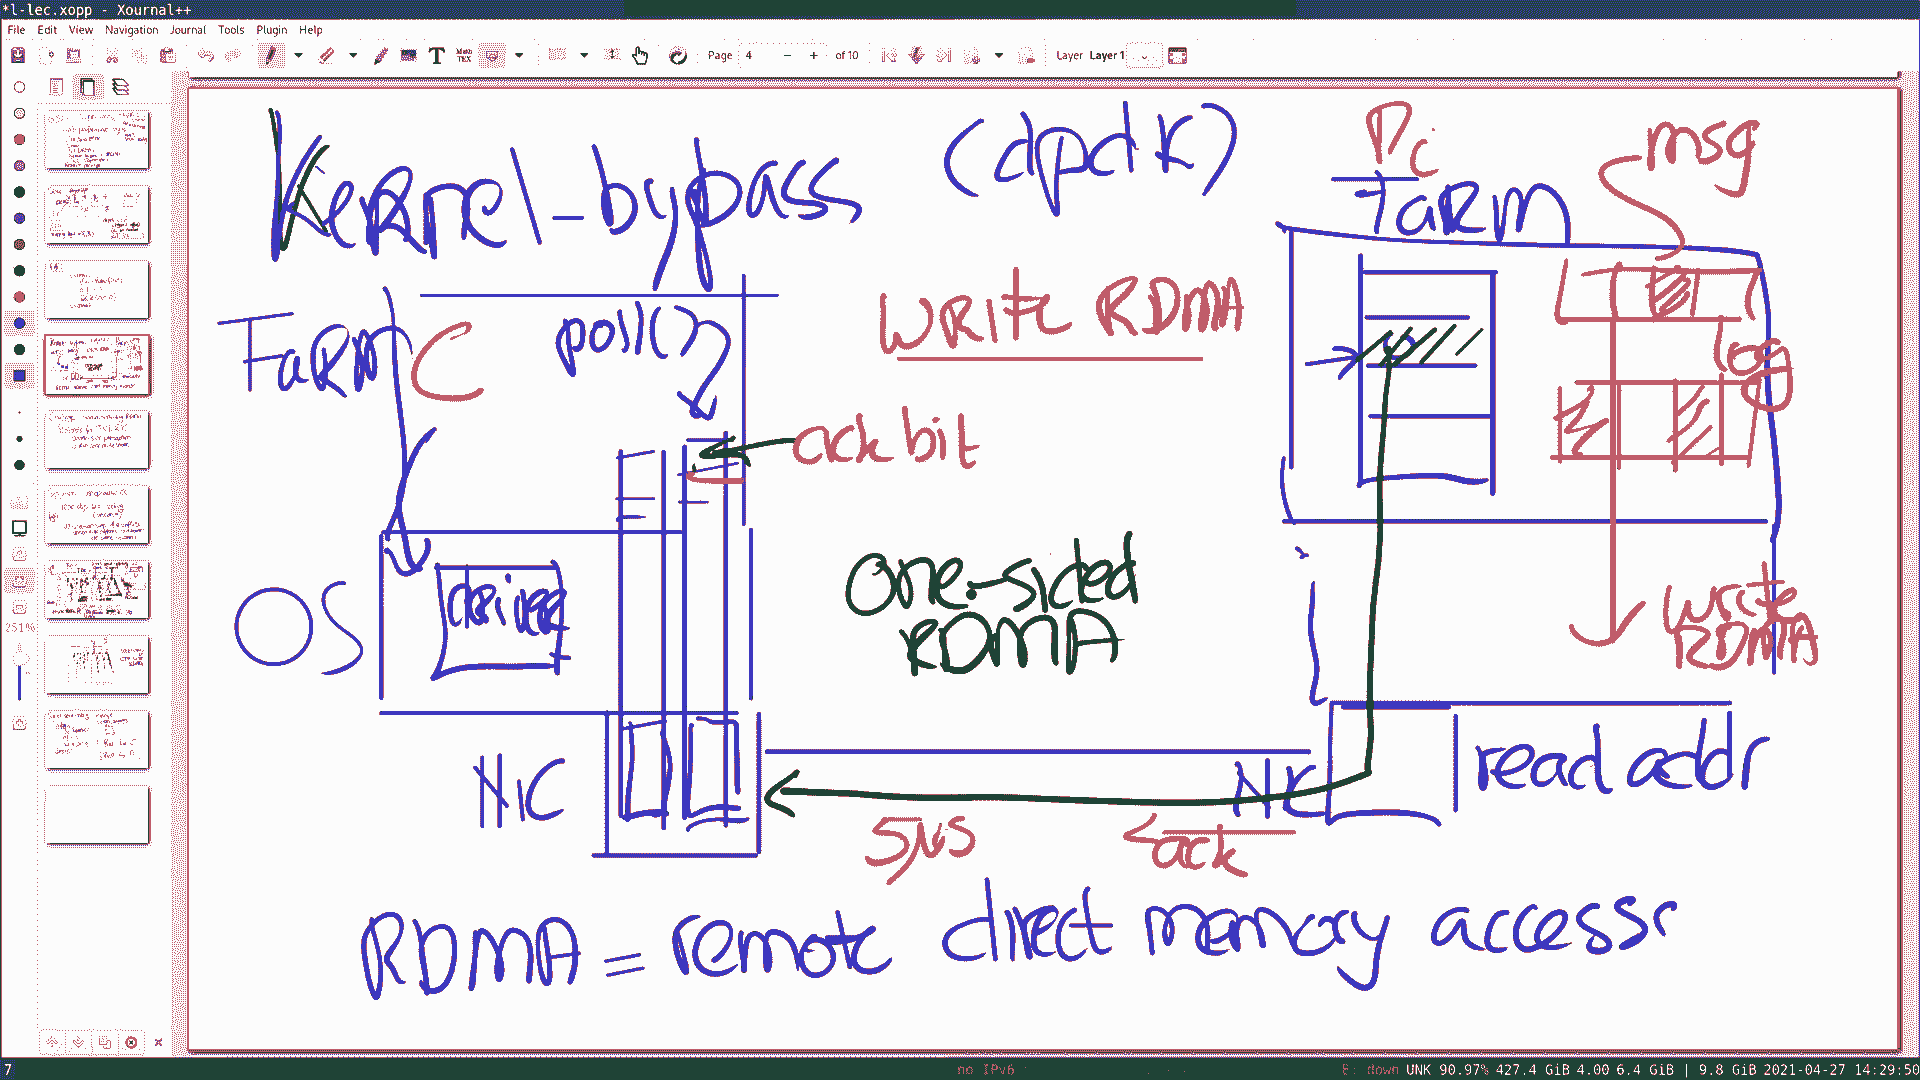 *l-lec.xopp - Xournal++
File Edit View Navigation Journal Tools Plugin Help
Page 4 - + of 10 Layer Layer 1
251%
Kernel-bypass (dpdk)
FaRM C
poll()
write RDMA
ack bit
OS
driver
NIC
one-sided
RDMA
Pc
FaRM
msg
log
write
RDMA
NIC
read addr
5μs
ack
RDMA = remote direct memory access
7
no IPv6
E: down UNK 90.97% 427.4 GiB 4.00 6.4 GiB | 9.8 GiB 2021-04-27 14:29:50